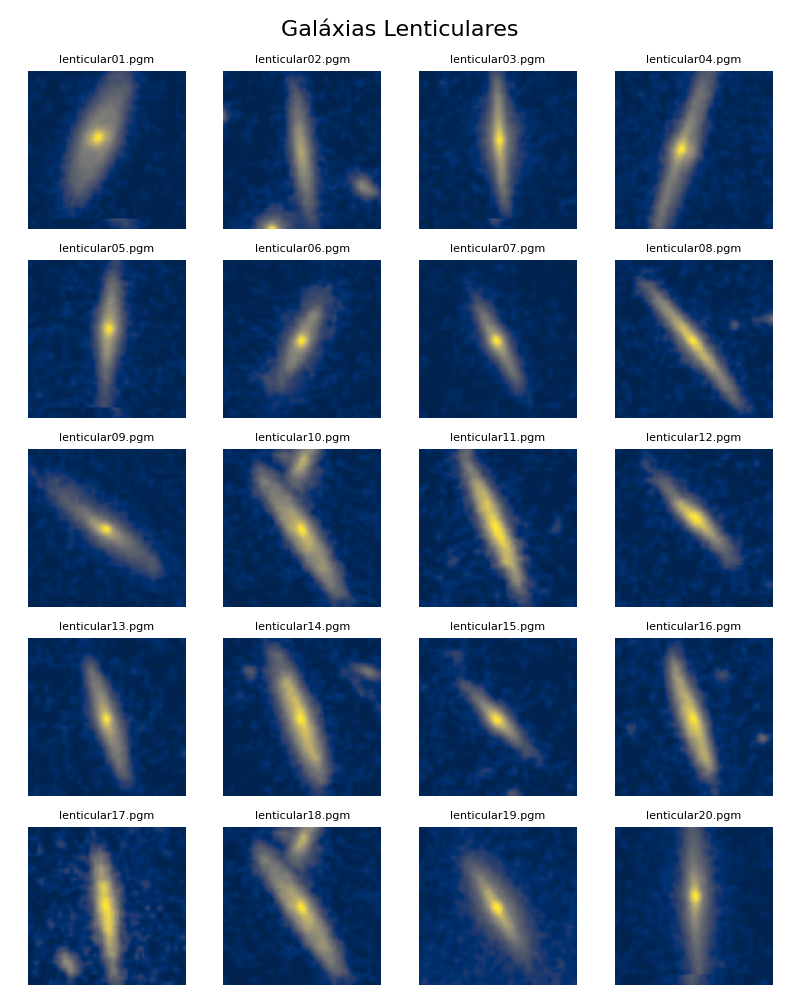 Galáxias Lenticulares
lenticular01.pgm lenticular02.pgm lenticular03.pgm lenticular04.pgm
lenticular05.pgm lenticular06.pgm lenticular07.pgm lenticular08.pgm
lenticular09.pgm lenticular10.pgm lenticular11.pgm lenticular12.pgm
lenticular13.pgm lenticular14.pgm lenticular15.pgm lenticular16.pgm
lenticular17.pgm lenticular18.pgm lenticular19.pgm lenticular20.pgm